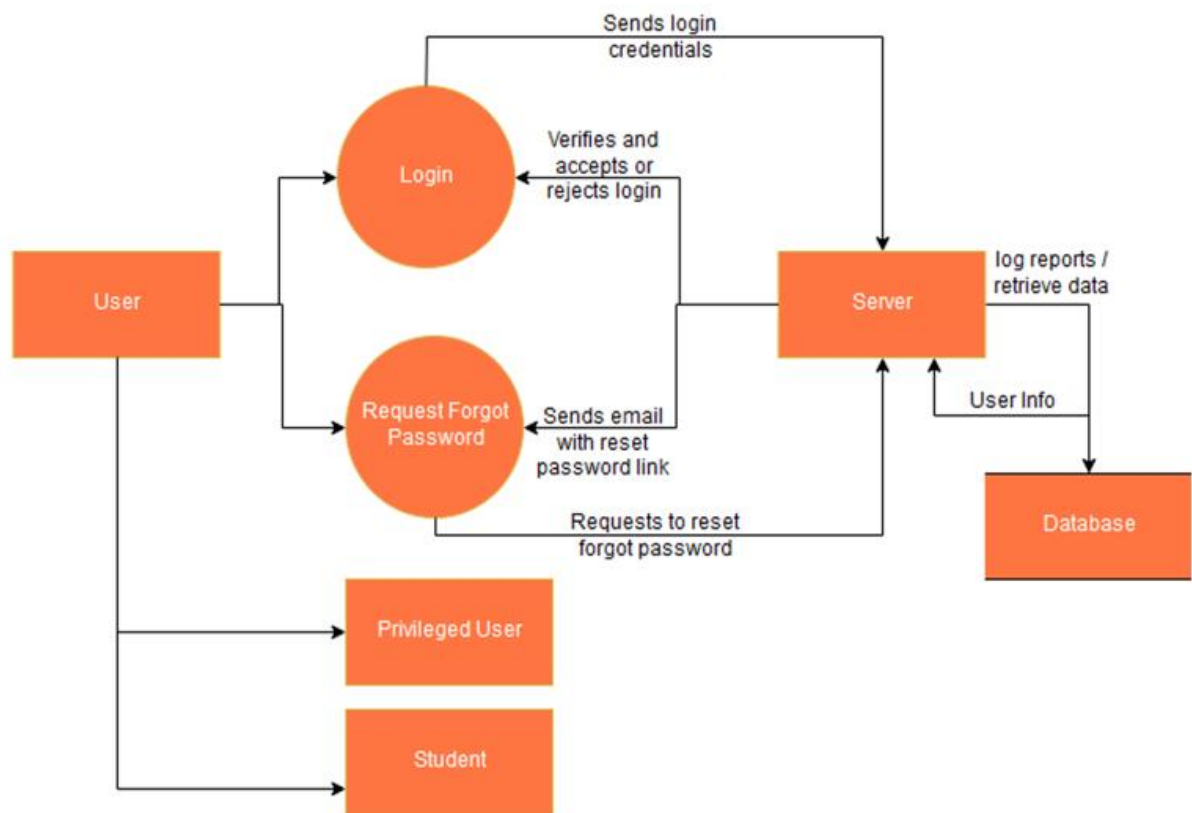 Sends login
credentials
Login
Verifies and
accepts or
rejects login
User
Server
log reports /
retrieve data
Request Forgot
Password
Sends email
with reset
password link
User Info
Requests to reset
forgot password
Database
Privileged User
Student